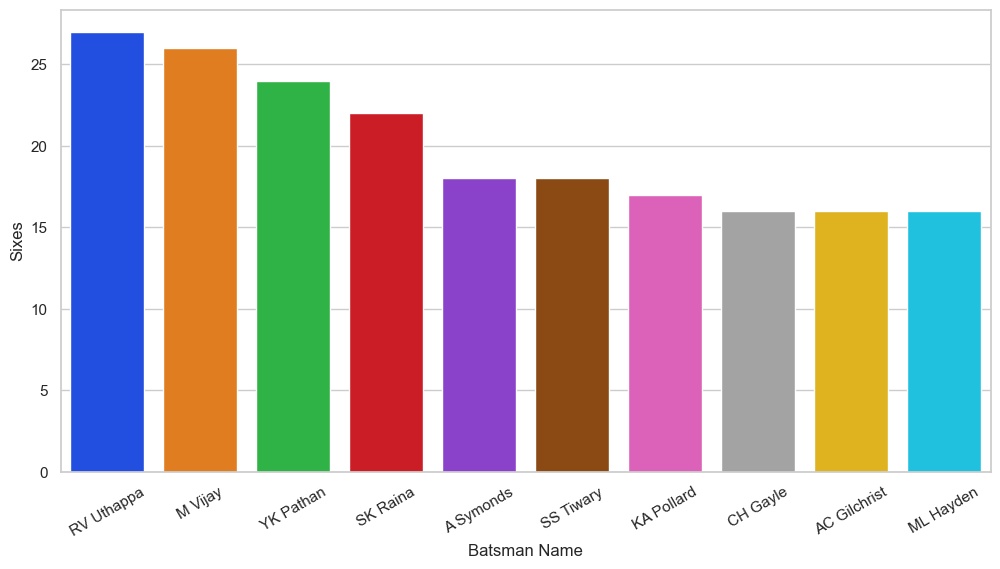 25
20
15
10
5
0
Sixes
RV Uthappa
M Vijay
YK Pathan
SK Raina
A Symonds
SS Tiwary
KA Pollard
CH Gayle
AC Gilchrist
ML Hayden
Batsman Name